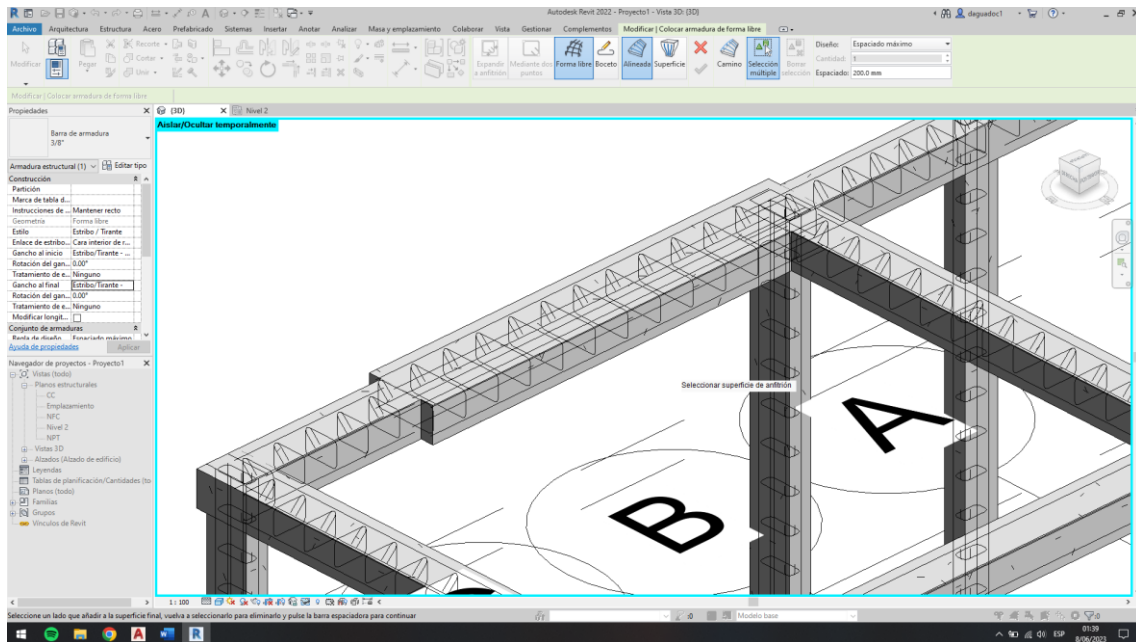 Autodesk Revit 2022 - Proyecto1 - Vista 3D: {3D}
deguadoc1
Archivo Arquitectura Estructura Acero Prefabricado Sistemas Insertar Anotar Analizar Masa y emplazamiento Colaborar Vista Gestionar Complementos Modificar | Colocar armadura de forma libre
Modificar
Pegar
Recorte
Cortar
Unir
Expandir a anfitrión
Mediante dos puntos
Forma libre
Boceto
Alineada
Superficie
Camino
Selección múltiple
Borrar selección
Diseño: Espaciado máximo
Cantidad: 1
Espaciado: 200.0 mm
Modificar | Colocar armadura de forma libre
Propiedades
{3D}
Nivel 2
Aislar/Ocultar temporalmente
Barra de armadura
3/8"
Armadura estructural (1)
Editar tipo
Construcción
Partición
Marca de tabla d...
Instrucciones de ... Mantener recto
Geometría Forma libre
Estilo Estribo / Tirante
Enlace de estribo... Cara interior de r...
Gancho al inicio Estribo/Tirante - ...
Rotación del gan... 0.00°
Tratamiento de e... Ninguno
Gancho al final Estribo/Tirante -
Rotación del gan... 0.00°
Tratamiento de e... Ninguno
Modificar longit...
Conjunto de armaduras
Regla de diseño Espaciado máximo
Ayuda de propiedades
Aplicar
Navegador de proyectos - Proyecto1
Vistas (todo)
Planos estructurales
CC
Emplazamiento
NFC
Nivel 2
NPT
Vistas 3D
Alzados (Alzado de edificio)
Leyendas
Tablas de planificación/Cantidades (to
Planos (todo)
Familias
Grupos
Vínculos de Revit
Seleccionar superficie de anfitrión
A
B
1 : 100
Seleccione un lado que añadir a la superficie final, vuelva a seleccionarlo para eliminarlo y pulse la barra espaciadora para continuar
:0
Modelo base
:0
ESP
01:39
8/06/2023